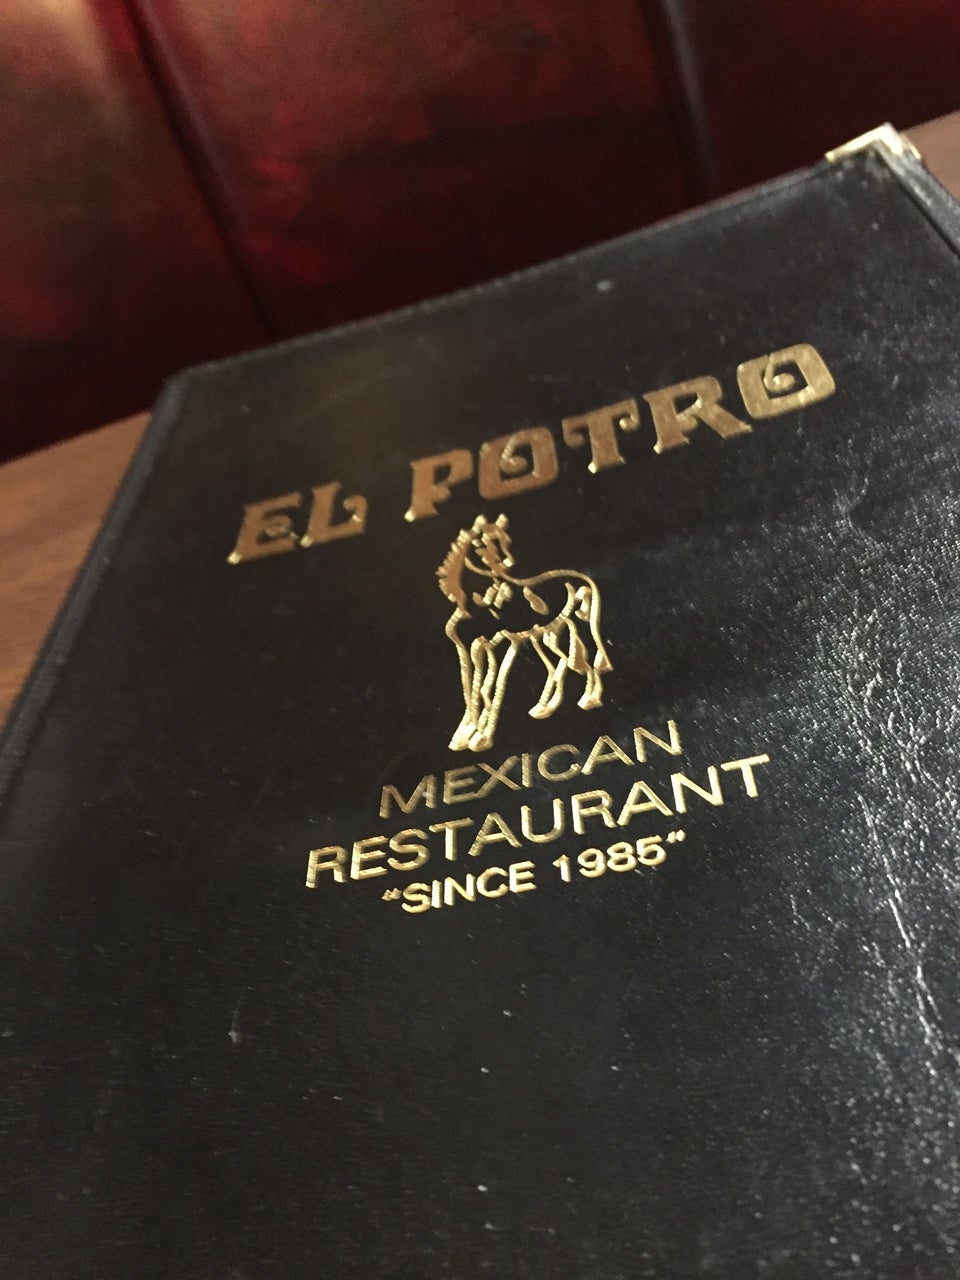 EL POTRO
MEXICAN
RESTAURANT
"SINCE 1985"